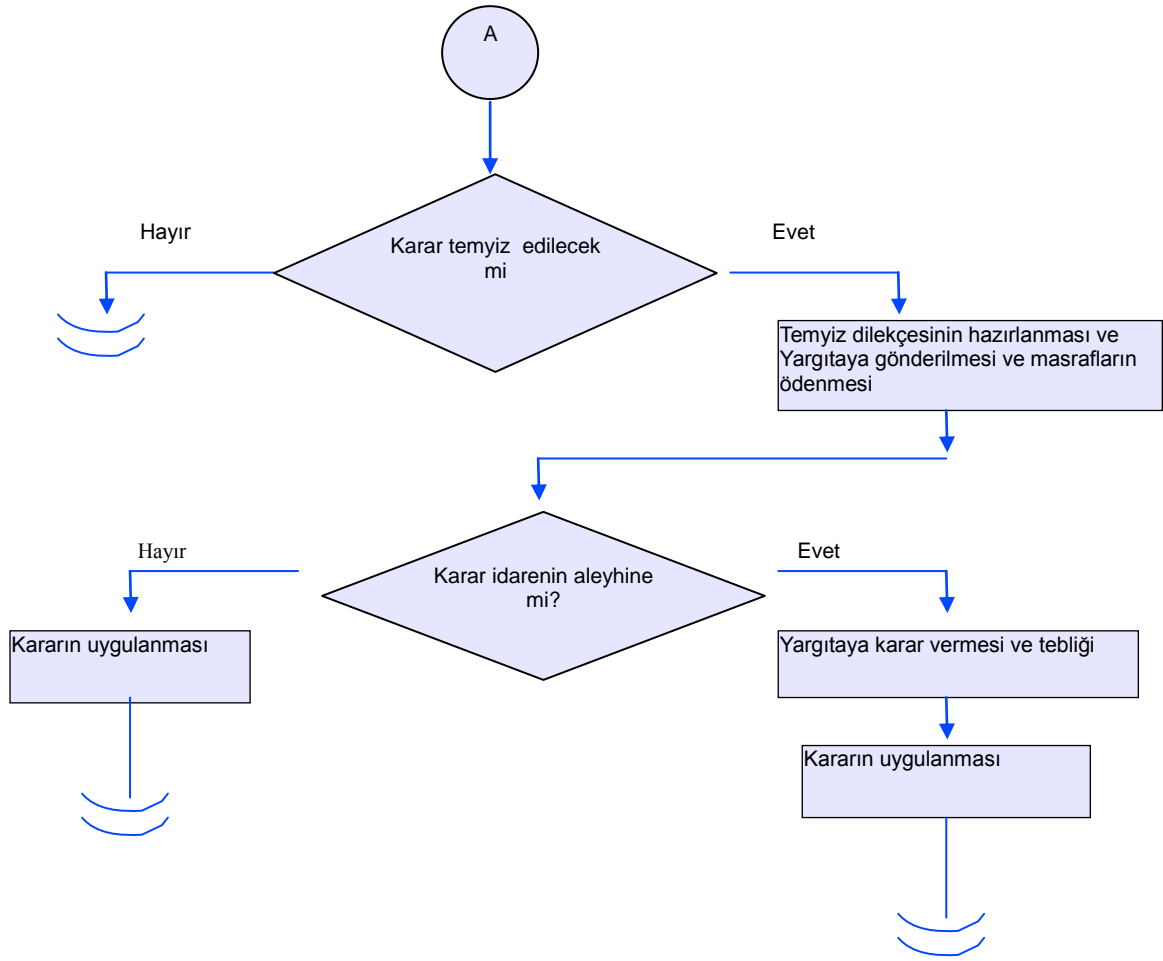 A
Hayır
Karar temyiz edilecek
mi
Evet
Temyiz dilekçesinin hazırlanması ve
Yargıtaya gönderilmesi ve masrafların
ödenmesi
Hayır
Karar idarenin aleyhine
mi?
Evet
Kararın uygulanması
Yargıtaya karar vermesi ve tebliği
Kararın uygulanması